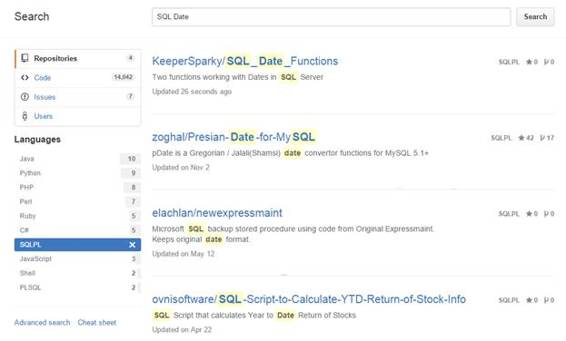 Search
SQL Date
Search
Repositories 4
Code 14,042
Issues 7
Users
Languages
Java 10
Python 9
PHP 8
Perl 7
Ruby 5
C# 5
SQLPL
JavaScript 3
Shell 2
PLSQL 2
Advanced search Cheat sheet
KeeperSparky/SQL_Date_Functions
SQLPL 0 0
Two functions working with Dates in SQL Server
Updated 26 seconds ago
zoghal/Presian-Date-for-MySQL
SQLPL 42 17
pDate is a Gregorian / Jalali(Shamsi) date convertor functions for MySQL 5.1+
Updated on Nov 2
elachlan/newexpressmaint
SQLPL 0 0
Microsoft SQL backup stored procedure using code from Original Expressmaint.
Keeps original date format.
Updated on May 12
ovnisoftware/SQL-Script-to-Calculate-YTD-Return-of-Stock-Info
SQLPL 0 0
SQL Script that calculates Year to Date Return of Stocks
Updated on Apr 22